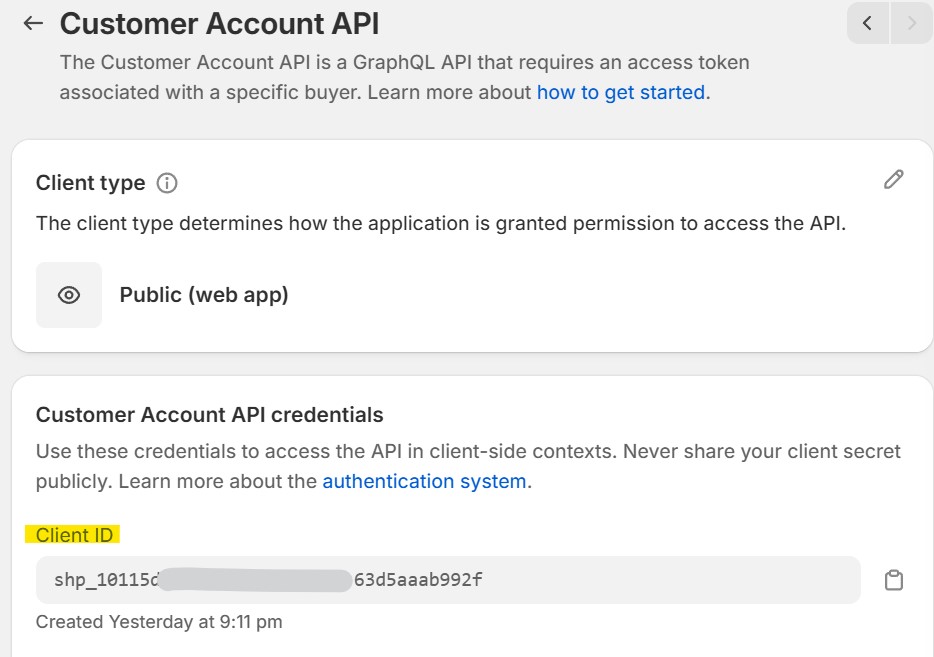 Customer Account API
The Customer Account API is a GraphQL API that requires an access token
associated with a specific buyer. Learn more about how to get started.
Client type
The client type determines how the application is granted permission to access the API.
Public (web app)
Customer Account API credentials
Use these credentials to access the API in client-side contexts. Never share your client secret
publicly. Learn more about the authentication system.
Client ID
shp_10115d 63d5aaab992f
Created Yesterday at 9:11 pm